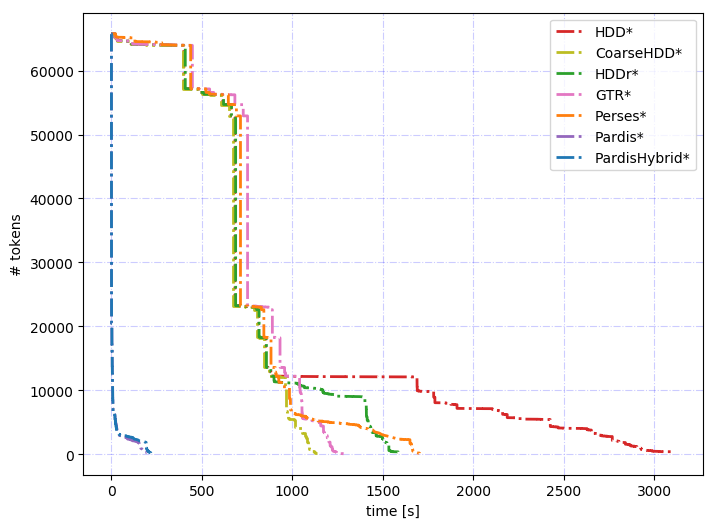 HDD*
CoarseHDD*
HDDr*
GTR*
Perses*
Pardis*
PardisHybrid*
60000
50000
40000
30000
20000
10000
0
# tokens
0 500 1000 1500 2000 2500 3000
time [s]